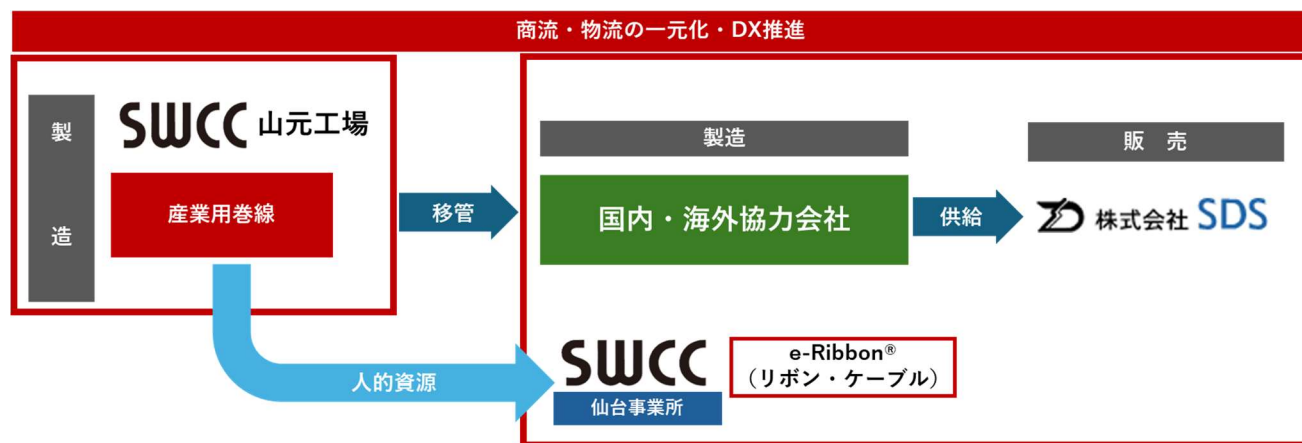 商流・物流の一元化・DX推進
製造
SWCC 山元工場
産業用巻線
移管
製造
国内・海外協力会社
供給
販 売
株式会社 SDS
人的資源
SWCC
仙台事業所
e-Ribbon®
（リボン・ケーブル）